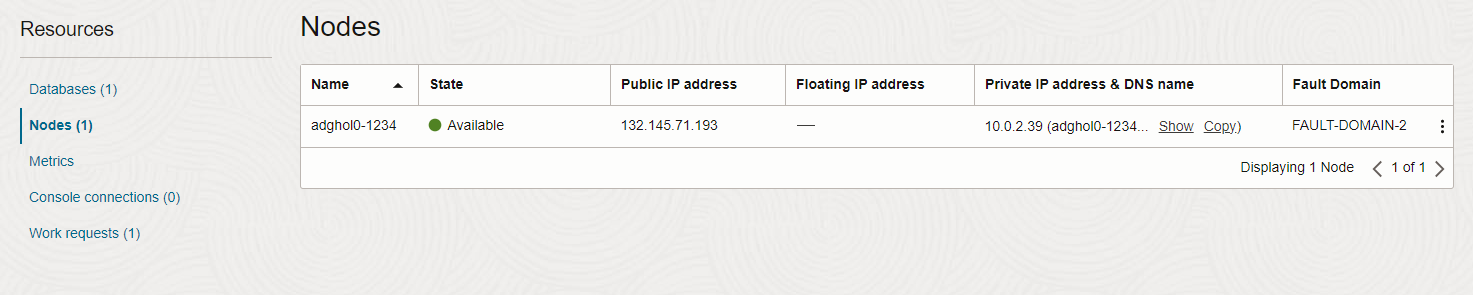 Resources
Databases (1)
Nodes (1)
Metrics
Console connections (0)
Work requests (1)
Nodes
Name State Public IP address Floating IP address Private IP address & DNS name Fault Domain
adghol0-1234 Available 132.145.71.193 — 10.0.2.39 (adghol0-1234... Show Copy) FAULT-DOMAIN-2
Displaying 1 Node 1 of 1